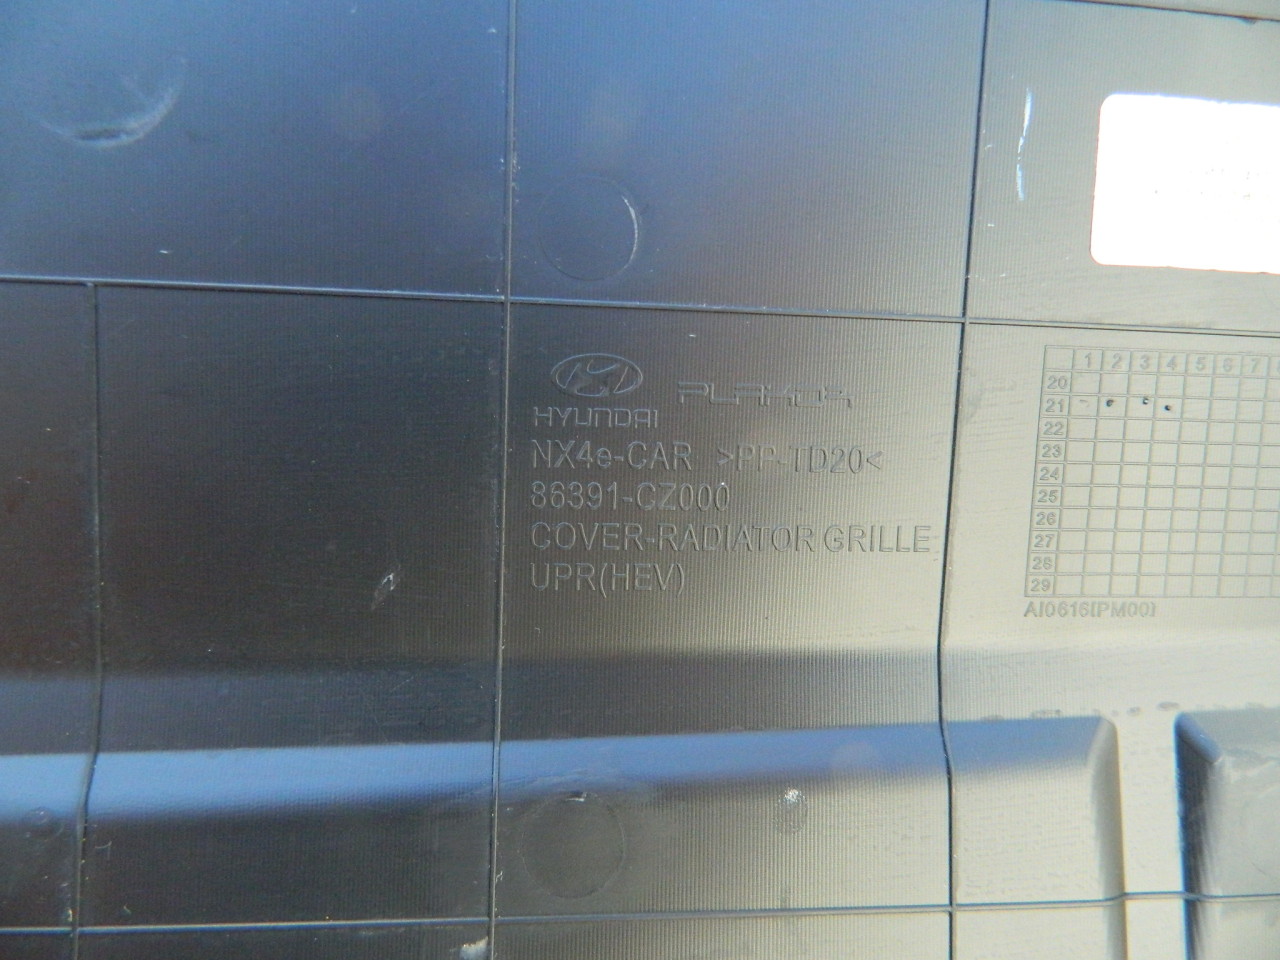 HYUNDAI PLAKOR
NX4e-CAR >PP-TD20<
86391-CZ000
COVER-RADIATOR GRILLE
UPR(HEV)
1 2 3 4 5 6 7
20
21
22
23
24
25
26
27
28
29
AI0616[PM00]